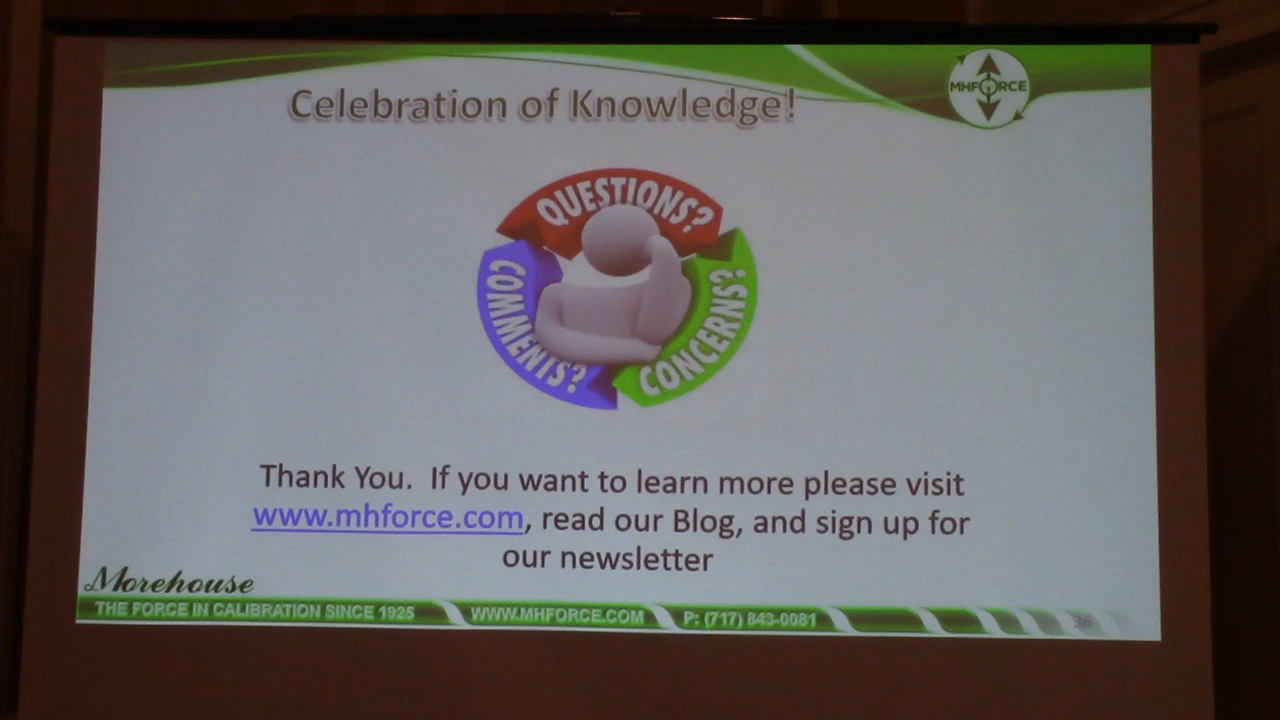 Celebration of Knowledge!
MHFORCE
QUESTIONS?
COMMENTS?
CONCERNS?
Thank You.  If you want to learn more please visit
www.mhforce.com, read our Blog, and sign up for
our newsletter
Morehouse
THE FORCE IN CALIBRATION SINCE 1925 WWW.MHFORCE.COM P: (717) 843-0081 36